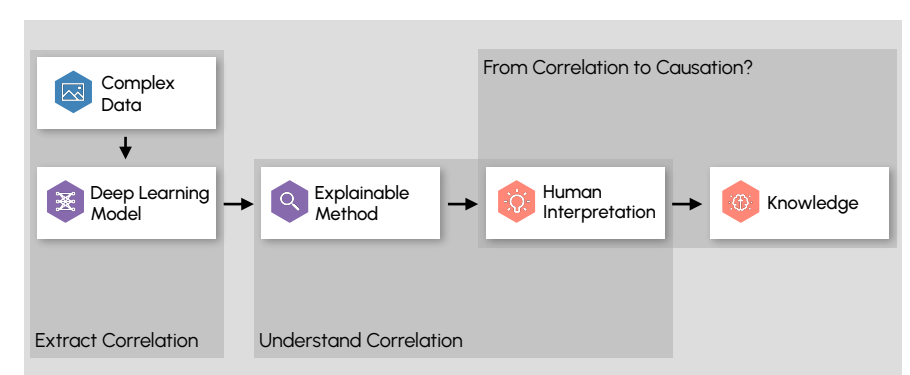 From Correlation to Causation?
Complex
Data
Deep Learning
Model
Explainable
Method
Human
Interpretation
Knowledge
Extract Correlation
Understand Correlation